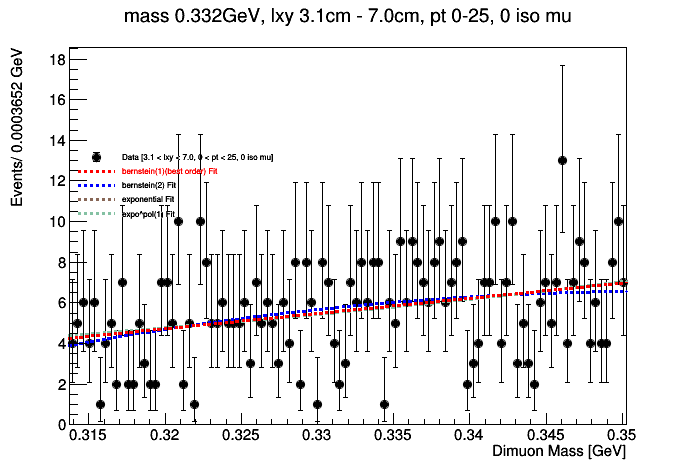 mass 0.332GeV, lxy 3.1cm - 7.0cm, pt 0-25, 0 iso mu
Events/ 0.0003652 GeV
18
16
14
12
10
8
6
4
2
0
Data [3.1 < lxy < 7.0, 0 < pt < 25, 0 iso mu]
bernstein(1)(best order) Fit
bernstein(2) Fit
exponential Fit
expo*pol(1) Fit
0.315 0.32 0.325 0.33 0.335 0.34 0.345 0.35
Dimuon Mass [GeV]